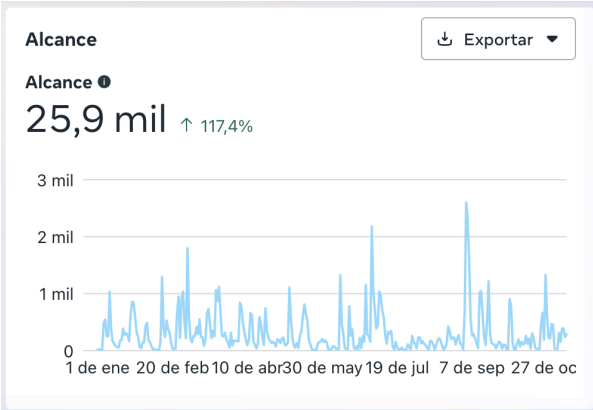 Alcance
Exportar
Alcance
25,9 mil ↑ 117,4%
3 mil
2 mil
1 mil
0
1 de ene 20 de feb 10 de abr 30 de may 19 de jul 7 de sep 27 de oc